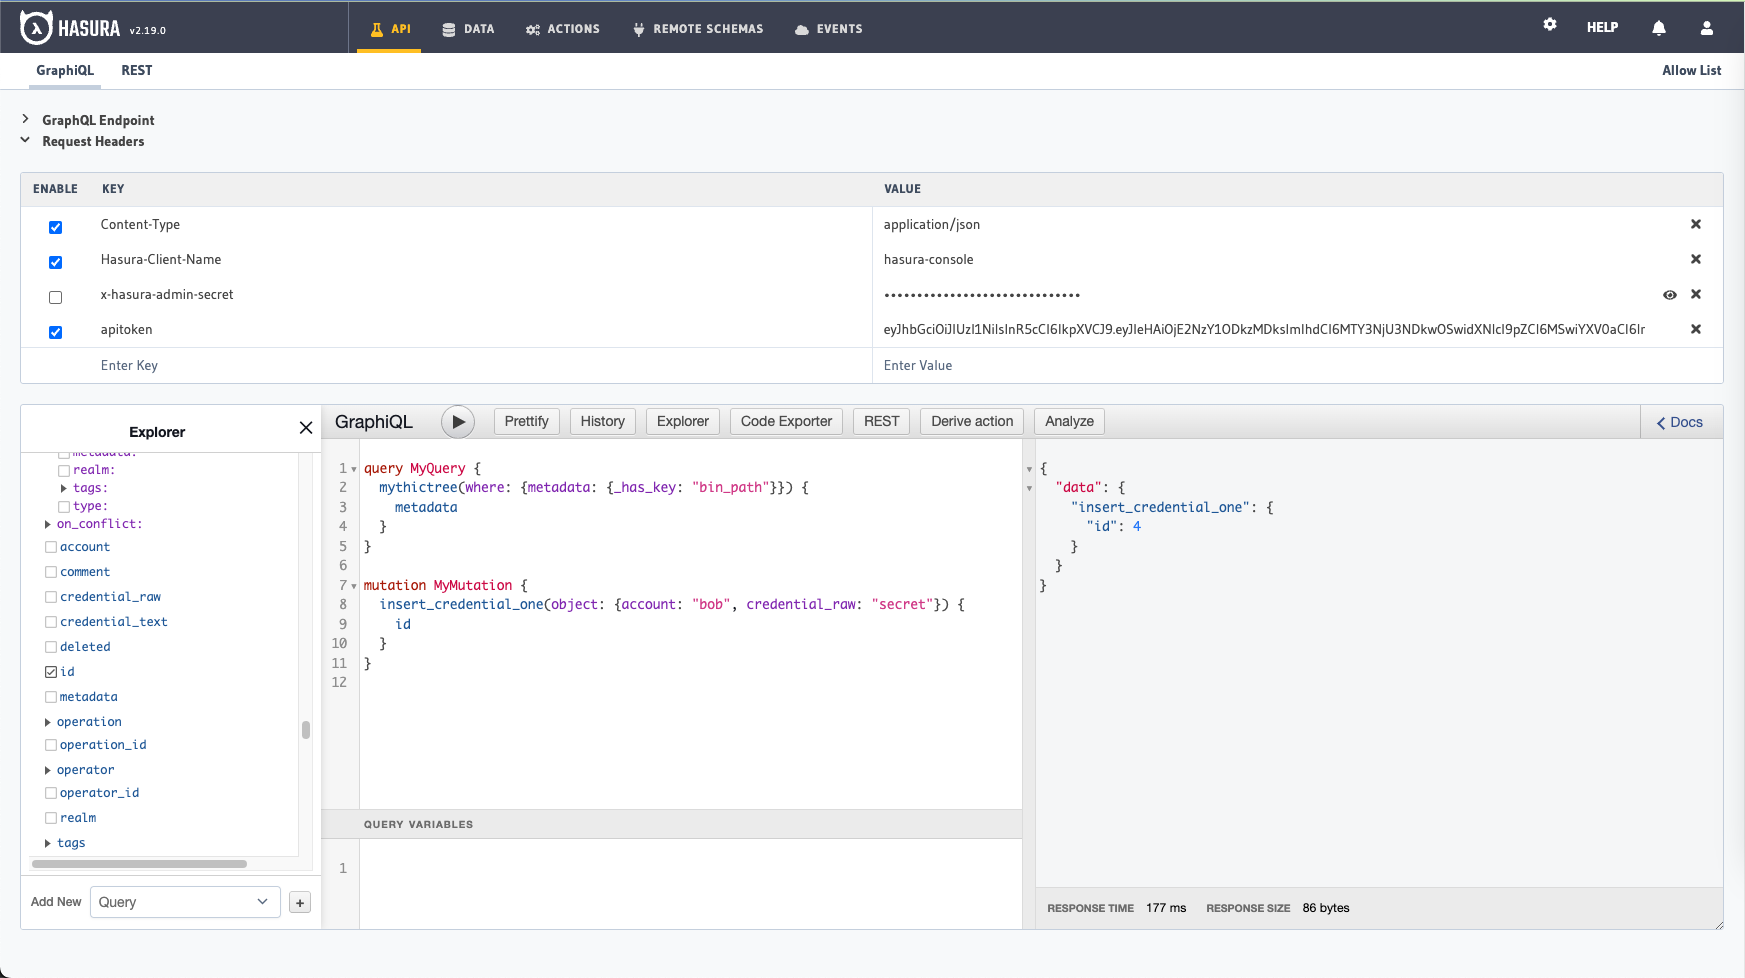 HASURA v2.19.0 API DATA ACTIONS REMOTE SCHEMAS EVENTS HELP
GraphiQL REST Allow List
GraphQL Endpoint
Request Headers
ENABLE KEY VALUE
Content-Type application/json
Hasura-Client-Name hasura-console
x-hasura-admin-secret ••••••••••••••••••••••••••••••
apitoken
Enter Key Enter Value
Explorer
GraphiQL Prettify History Explorer Code Exporter REST Derive action Analyze Docs
metadata:
realm:
tags:
type:
on_conflict:
account
comment
credential_raw
credential_text
deleted
id
metadata
operation
operation_id
operator
operator_id
realm
tags
Add New Query +
1 query MyQuery {
2 mythictree(where: {metadata: {_has_key: "bin_path"}}) {
3 metadata
4 }
5 }
6
7 mutation MyMutation {
8 insert_credential_one(object: {account: "bob", credential_raw: "secret"}) {
9 id
10 }
11 }
12
QUERY VARIABLES
1
{
"data": {
"insert_credential_one": {
"id": 4
}
}
}
RESPONSE TIME 177 ms RESPONSE SIZE 86 bytes